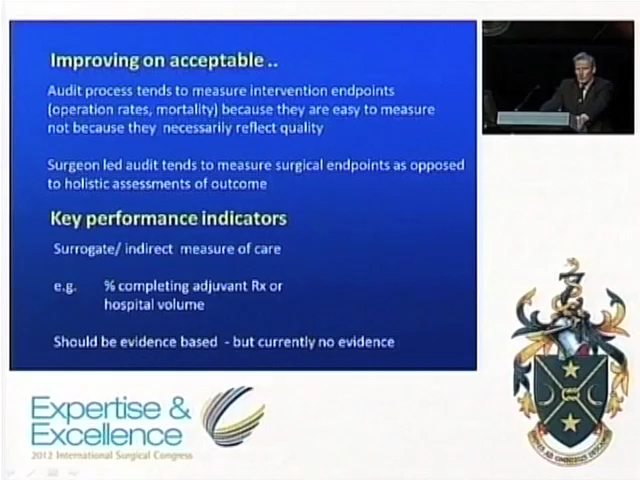 Improving on acceptable ..
Audit process tends to measure intervention endpoints
(operation rates, mortality) because they are easy to measure
not because they necessarily reflect quality
Surgeon led audit tends to measure surgical endpoints as opposed
to holistic assessments of outcome
Key performance indicators
Surrogate/ indirect measure of care
e.g. % completing adjuvant Rx or
hospital volume
Should be evidence based - but currently no evidence
Expertise &
Excellence
2012 International Surgical Congress